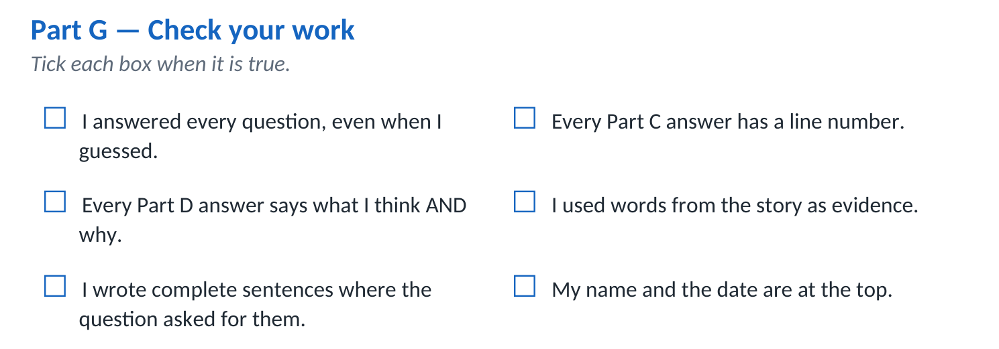 Part G — Check your work
Tick each box when it is true.
☐ I answered every question, even when I
guessed.
☐ Every Part C answer has a line number.
☐ Every Part D answer says what I think AND
why.
☐ I used words from the story as evidence.
☐ I wrote complete sentences where the
question asked for them.
☐ My name and the date are at the top.